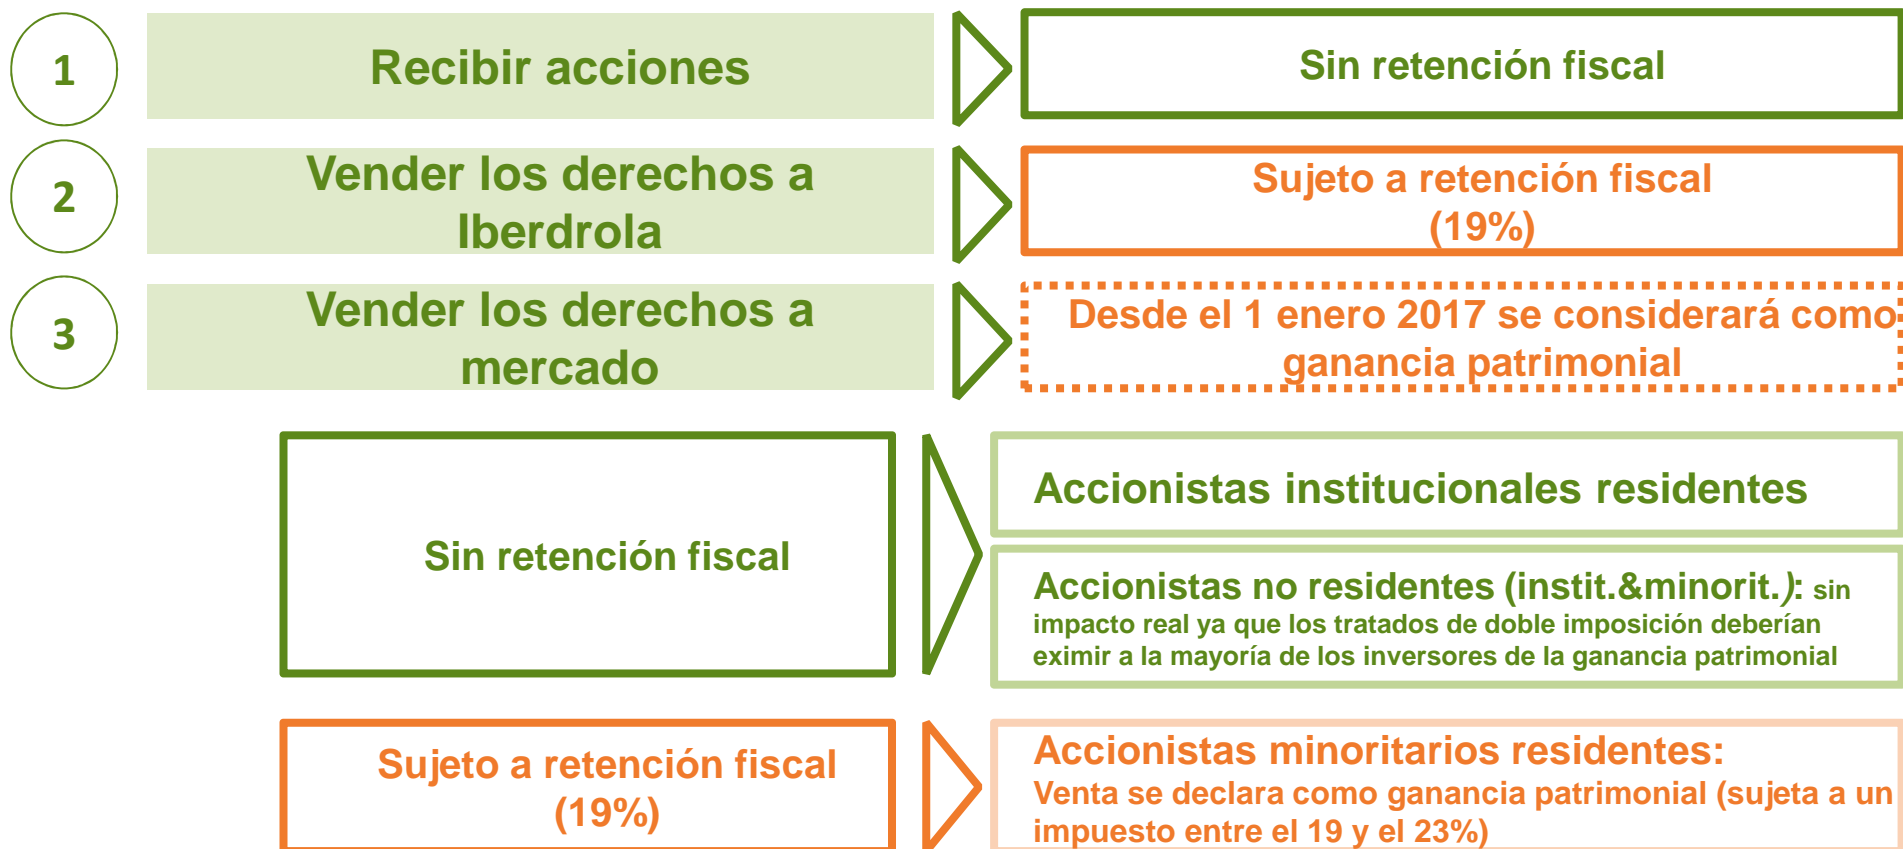 1
Recibir acciones
Sin retención fiscal
2
Vender los derechos a
Iberdrola
Sujeto a retención fiscal
(19%)
3
Vender los derechos a
mercado
Desde el 1 enero 2017 se considerará como
ganancia patrimonial
Sin retención fiscal
Accionistas institucionales residentes
Accionistas no residentes (instit.&minorit.): sin
impacto real ya que los tratados de doble imposición deberían
eximir a la mayoría de los inversores de la ganancia patrimonial
Sujeto a retención fiscal
(19%)
Accionistas minoritarios residentes:
Venta se declara como ganancia patrimonial (sujeta a un
impuesto entre el 19 y el 23%)